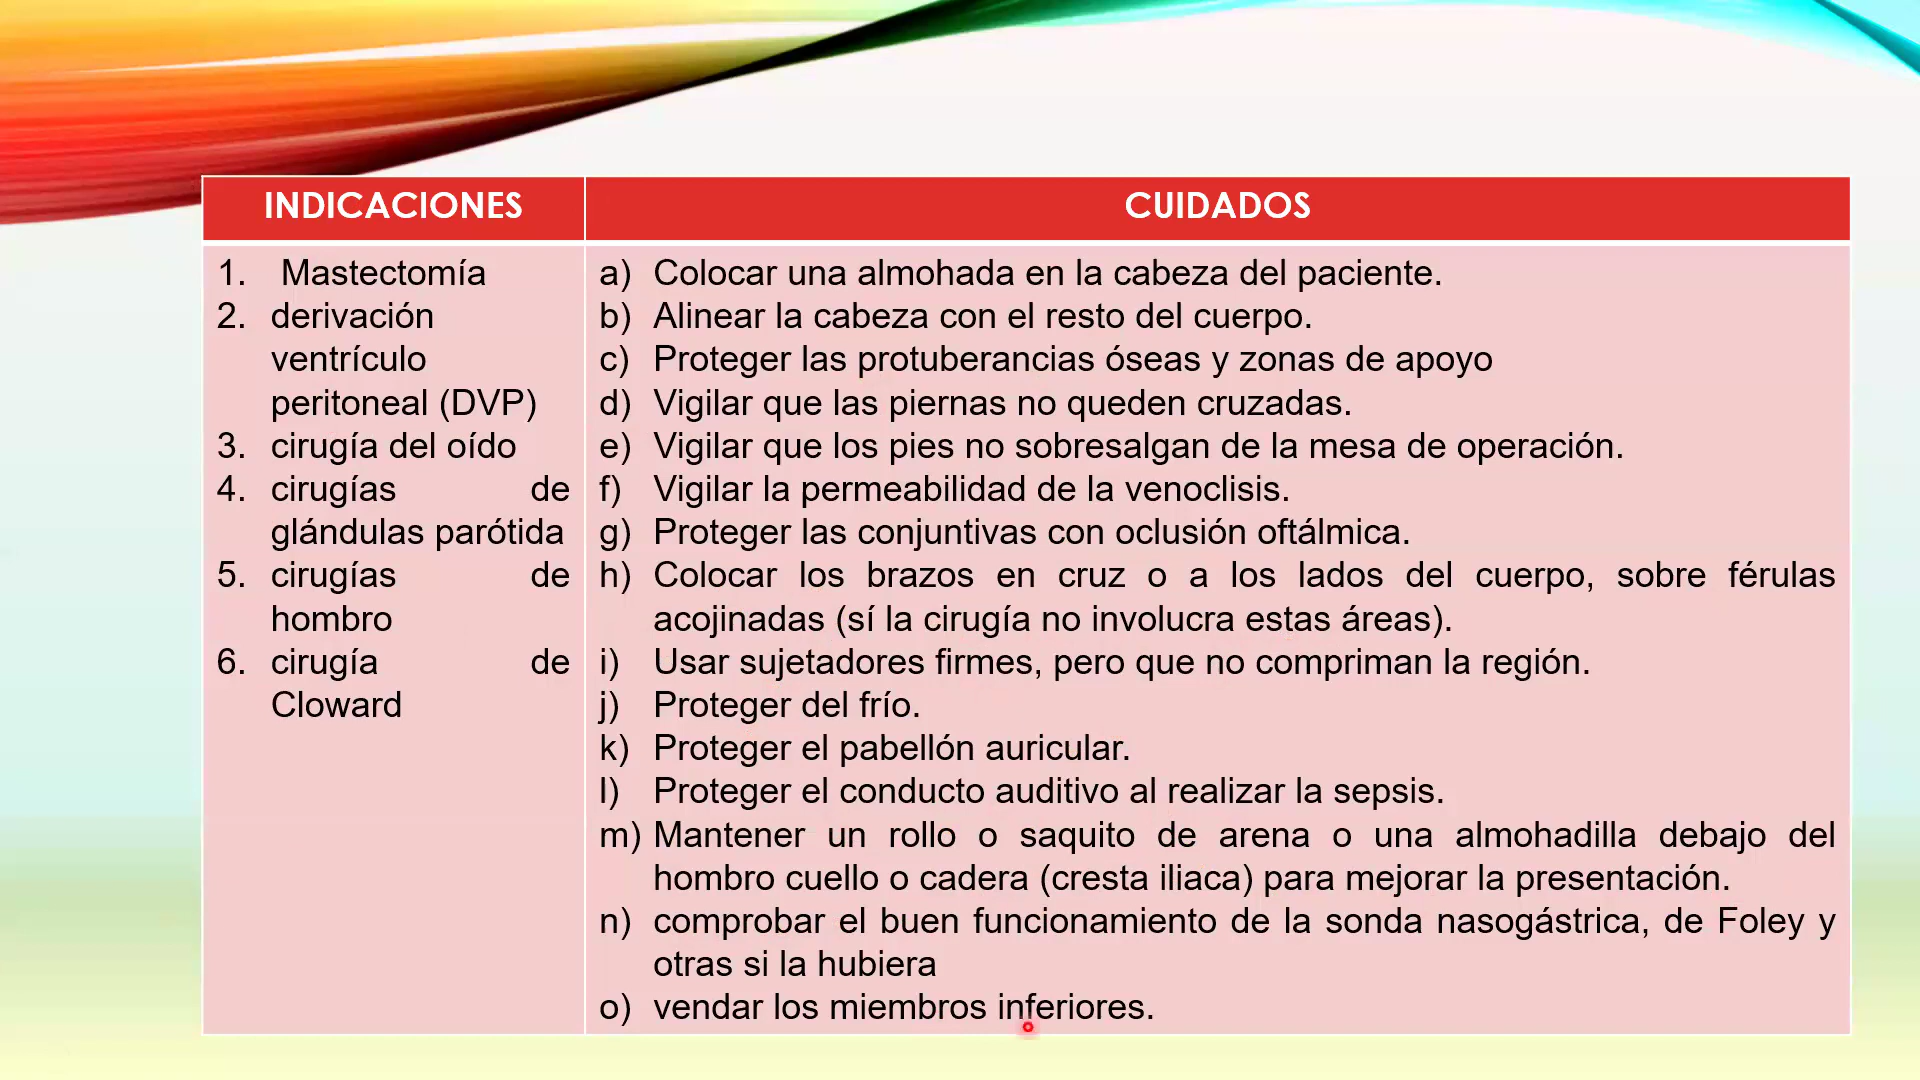 INDICACIONES
CUIDADOS
1. Mastectomía
2. derivación
ventrículo
peritoneal (DVP)
3. cirugía del oído
4. cirugías de
glándulas parótida
5. cirugías de
hombro
6. cirugía de
Cloward
a) Colocar una almohada en la cabeza del paciente.
b) Alinear la cabeza con el resto del cuerpo.
c) Proteger las protuberancias óseas y zonas de apoyo
d) Vigilar que las piernas no queden cruzadas.
e) Vigilar que los pies no sobresalgan de la mesa de operación.
f) Vigilar la permeabilidad de la venoclisis.
g) Proteger las conjuntivas con oclusión oftálmica.
h) Colocar los brazos en cruz o a los lados del cuerpo, sobre férulas
acojinadas (sí la cirugía no involucra estas áreas).
i) Usar sujetadores firmes, pero que no compriman la región.
j) Proteger del frío.
k) Proteger el pabellón auricular.
l) Proteger el conducto auditivo al realizar la sepsis.
m) Mantener un rollo o saquito de arena o una almohadilla debajo del
hombro cuello o cadera (cresta iliaca) para mejorar la presentación.
n) comprobar el buen funcionamiento de la sonda nasogástrica, de Foley y
otras si la hubiera
o) vendar los miembros inferiores.